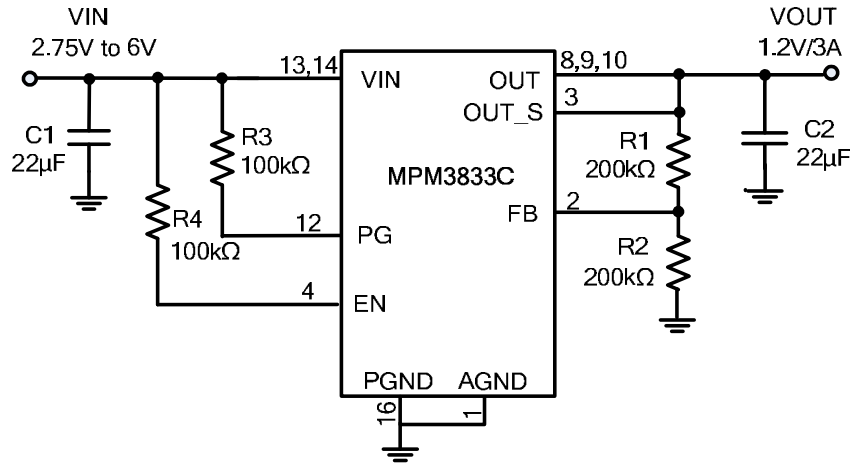 VIN
2.75V to 6V
VOUT
1.2V/3A
13,14
VIN
OUT
8,9,10
OUT_S
3
C1
22µF
R3
100kΩ
R1
200kΩ
C2
22µF
MPM3833C
R4
100kΩ
12
PG
FB
2
R2
200kΩ
4
EN
PGND
AGND
16
1